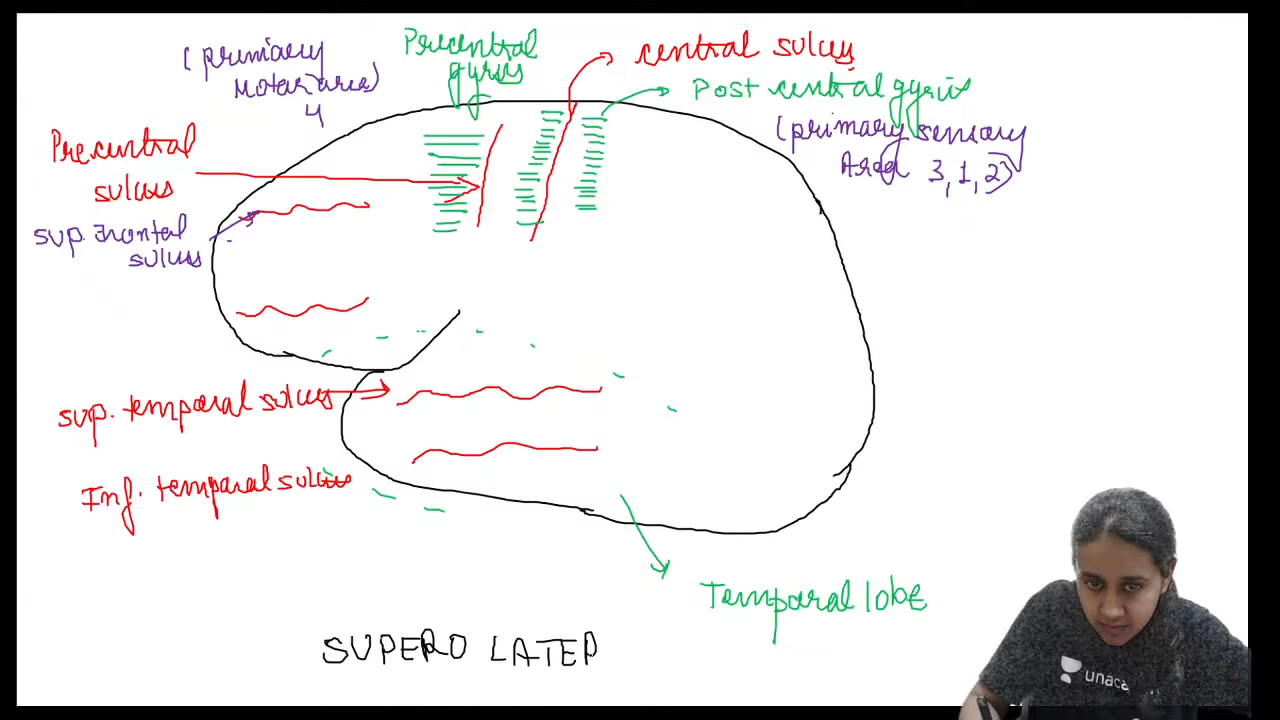 (primary
Motor area)
4
Precentral
gyrus
central sulcus
Post central gyrus
(primary sensory
Area 3,1,2)
Precentral
sulcus
sup. frontal
sulcus
sup. temporal sulcus
Inf. temporal sulcus
Temporal lobe
SUPERO LATER
unaca